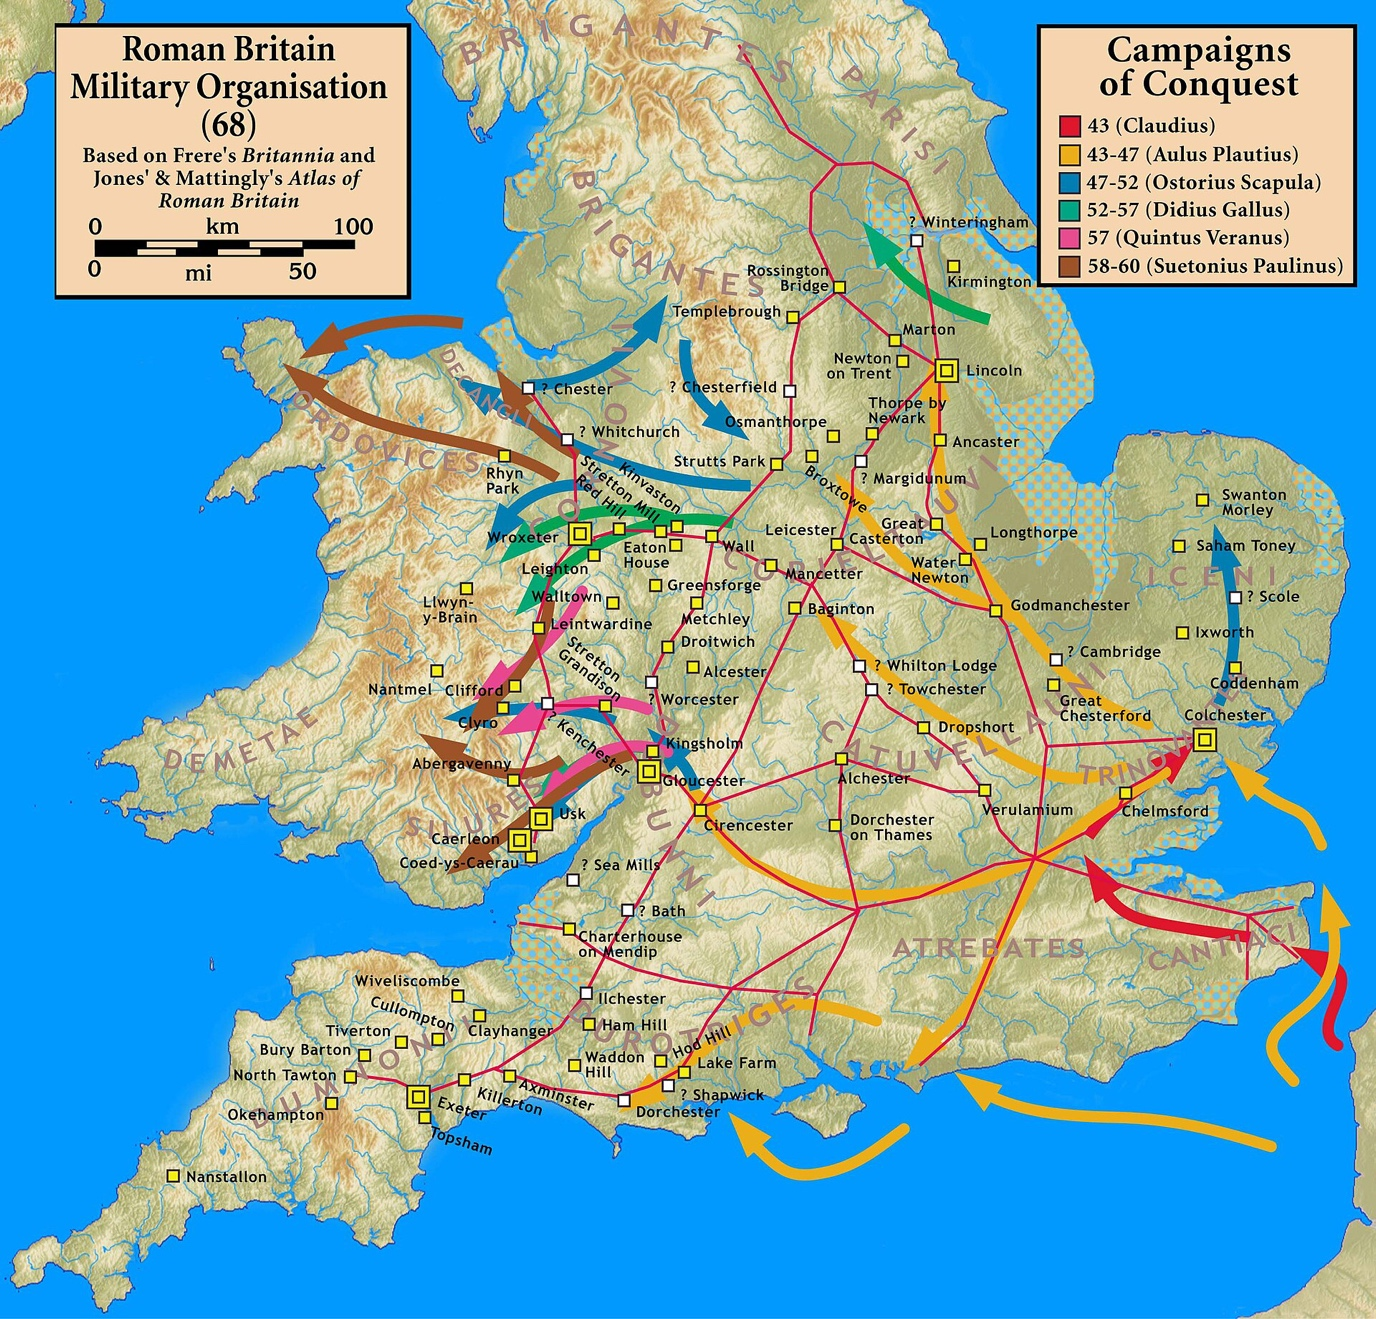 Roman Britain
Military Organisation
(68)
Based on Frere's Britannia and
Jones' & Mattingly's Atlas of
Roman Britain
0 km 100
0 mi 50
Campaigns
of Conquest
43 (Claudius)
43-47 (Aulus Plautius)
47-52 (Ostorius Scapula)
52-57 (Didius Gallus)
57 (Quintus Veranus)
58-60 (Suetonius Paulinus)
BRIGANTES
PARISI
BRIGANTES
? Winteringham
Kirmington
Rossington
Bridge
Templebrough
Marton
Newton
on Trent
Lincoln
DECANGLI
? Chester
? Chesterfield
Thorpe by
Newark
ORDOVICES
? Whitchurch
Osmanthorpe
Ancaster
Rhyn
Park
Strutts Park
Broxtowe
? Margidunum
Kinvaston
Stretton Mill
Red Hill
Swanton
Morley
CORNOVII
Wroxeter
Eaton
House
Wall
Leicester
Great
Casterton
Longthorpe
Saham Toney
CORIELTAUVI
Water
Newton
ICENI
Leighton
Mancetter
Greensforge
? Scole
Llwyn-
y-Brain
Walltown
Metchley
Baginton
Godmanchester
Leintwardine
Droitwich
Ixworth
Stretton
Grandison
Alcester
? Whilton Lodge
? Cambridge
Nantmel
Clifford
? Worcester
? Towchester
Great
Chesterford
Coddenham
Clyro
? Kenchester
Dropshort
Colchester
DEMETAE
Kingsholm
CATUVELLAUNI
TRINOVANTES
Abergavenny
Gloucester
Alchester
SILURES
Usk
Cirencester
Verulamium
Chelmsford
Caerleon
Dorchester
on Thames
Coed-ys-Caerau
DOBUNNI
? Sea Mills
? Bath
Charterhouse
on Mendip
ATREBATES
CANTIACI
Wiveliscombe
Ilchester
Cullompton
Clayhanger
Ham Hill
DUROTRIGES
Tiverton
Bury Barton
Waddon
Hill
Hod Hill
Lake Farm
DUMNONII
North Tawton
Killerton
Axminster
? Shapwick
Okehampton
Exeter
Dorchester
Topsham
Nanstallon